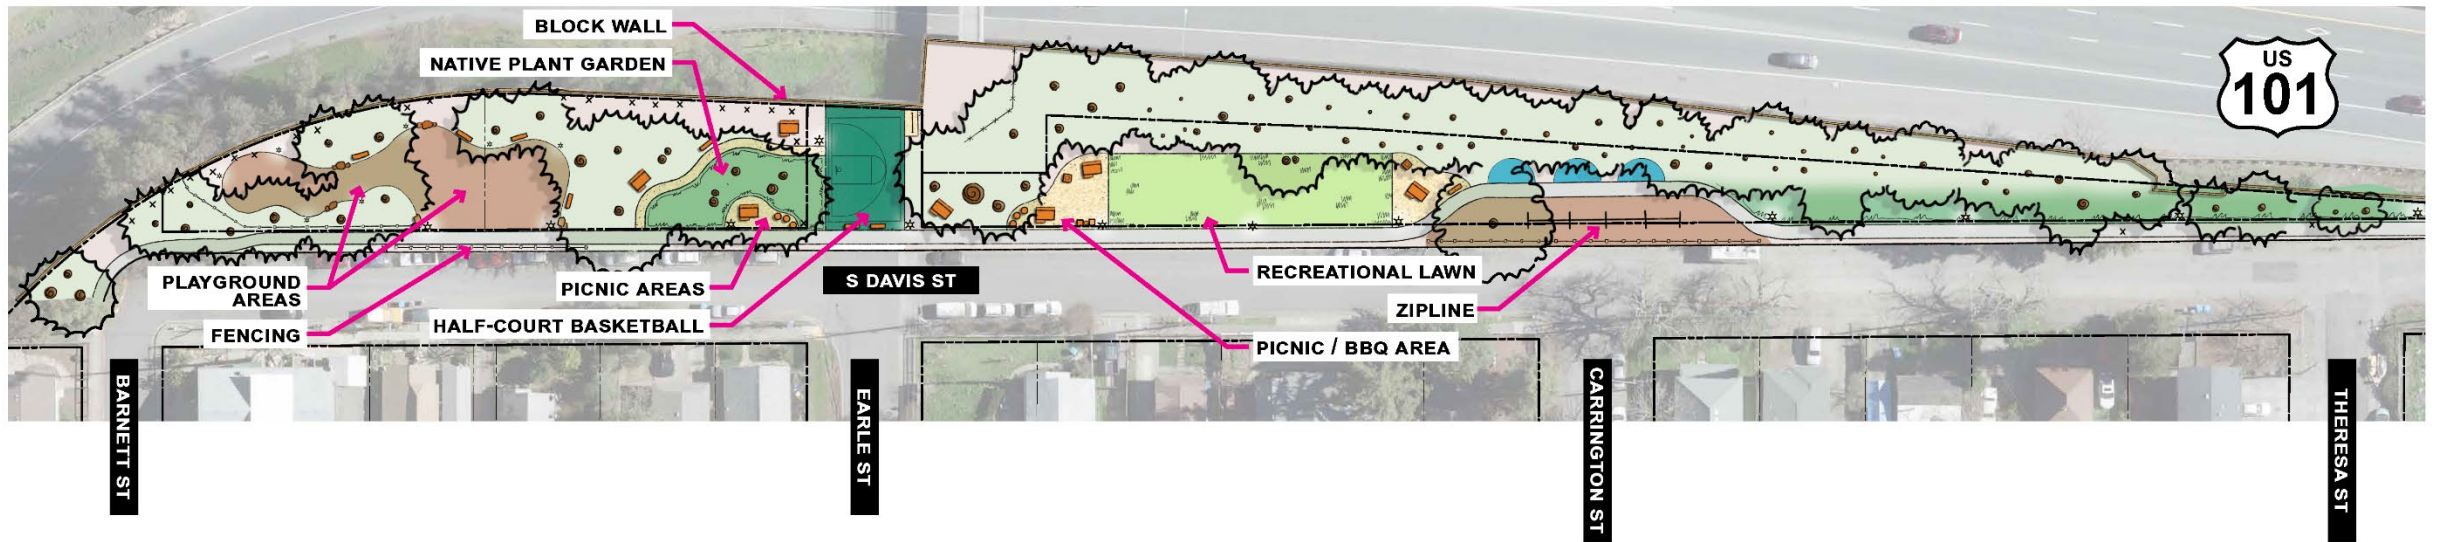 BLOCK WALL
NATIVE PLANT GARDEN
US
101
PLAYGROUND
AREAS
PICNIC AREAS
S DAVIS ST
RECREATIONAL LAWN
FENCING
HALF-COURT BASKETBALL
ZIPLINE
PICNIC / BBQ AREA
BARNETT ST
EARLE ST
CARRINGTON ST
THERESA ST